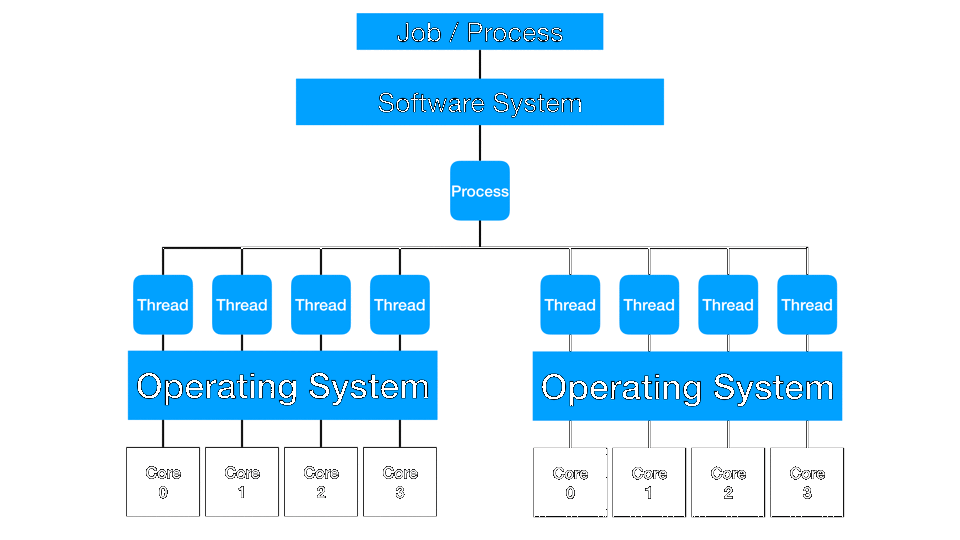 Job / Process
Software System
Process
Thread Thread Thread Thread Thread Thread Thread Thread
Operating System Operating System
Core Core Core Core Core Core Core Core
0 1 2 3 0 1 2 3